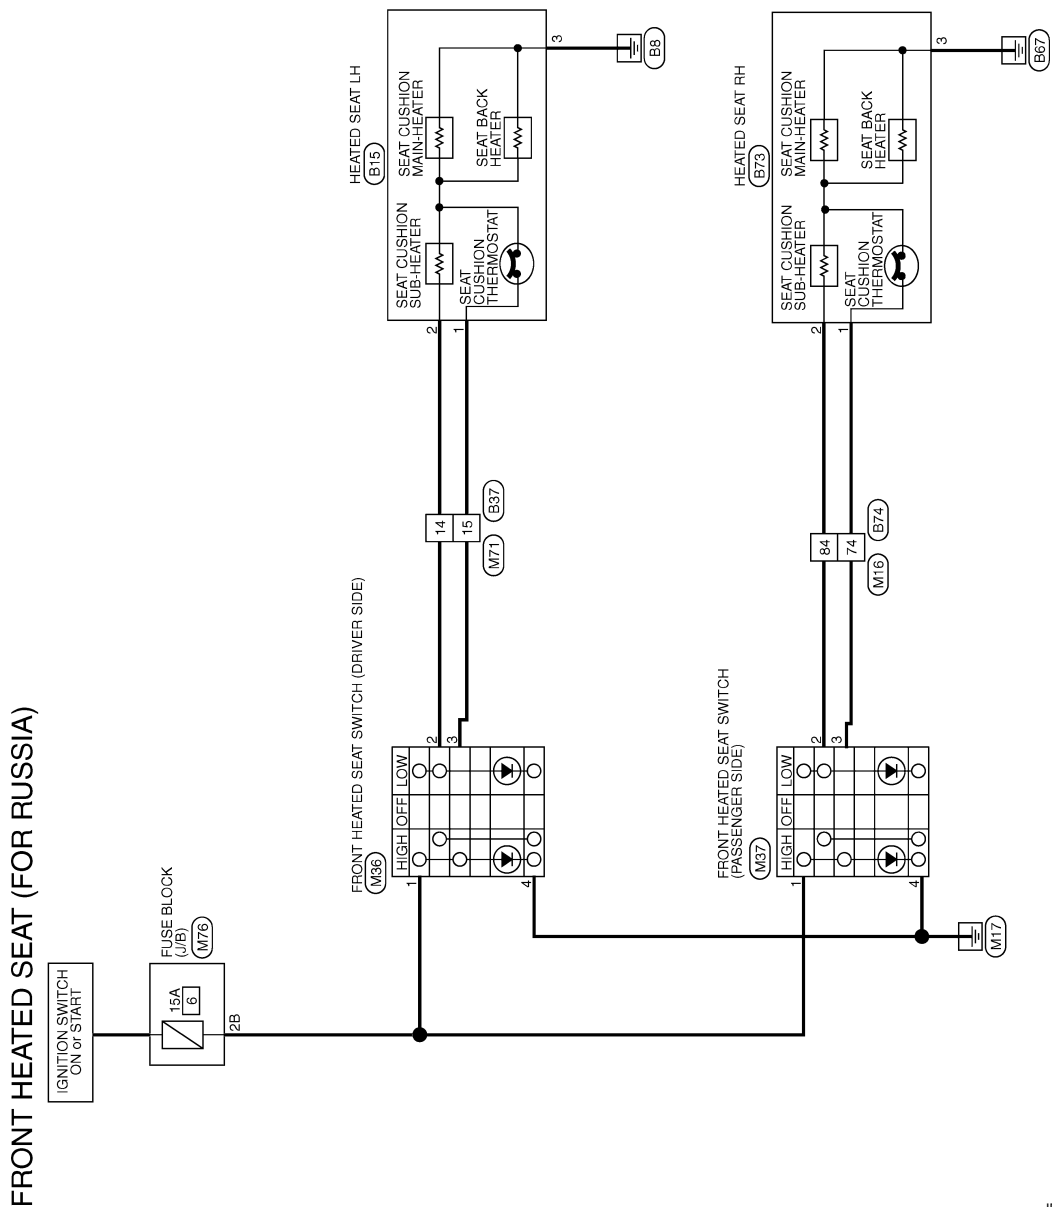 FRONT HEATED SEAT (FOR RUSSIA)
IGNITION SWITCH
ON or START
FUSE BLOCK
(J/B)
M76
15A
6
2B
FRONT HEATED SEAT SWITCH (DRIVER SIDE)
M36
HIGH OFF LOW
1
4
2
3
14
15
M71
B37
HEATED SEAT LH
B15
2
1
SEAT CUSHION
SUB-HEATER
SEAT CUSHION
MAIN-HEATER
SEAT
CUSHION
THERMOSTAT
SEAT BACK
HEATER
3
B8
FRONT HEATED SEAT SWITCH
(PASSENGER SIDE)
M37
HIGH OFF LOW
1
4
2
3
M17
84
74
M16
B74
HEATED SEAT RH
B73
2
1
SEAT CUSHION
SUB-HEATER
SEAT CUSHION
MAIN-HEATER
SEAT
CUSHION
THERMOSTAT
SEAT BACK
HEATER
3
B67